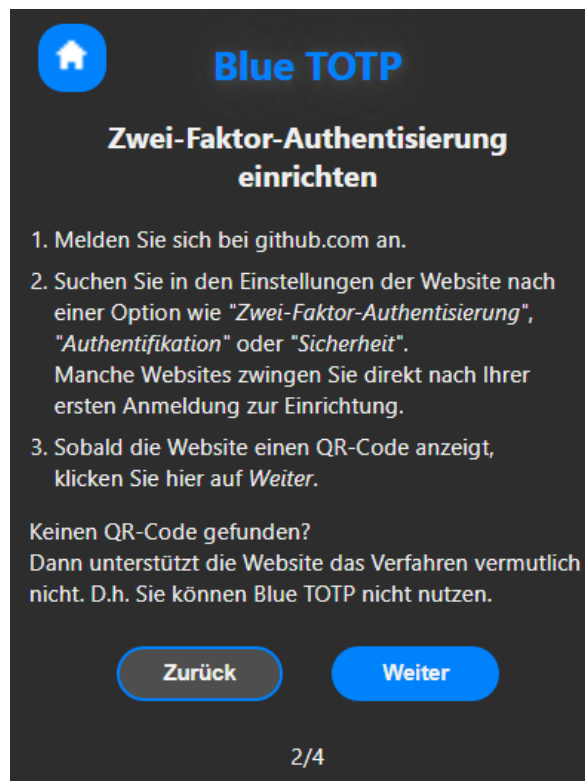 Blue TOTP
Zwei-Faktor-Authentisierung
einrichten
1. Melden Sie sich bei github.com an.
2. Suchen Sie in den Einstellungen der Website nach
einer Option wie "Zwei-Faktor-Authentisierung",
"Authentifikation" oder "Sicherheit".
Manche Websites zwingen Sie direkt nach Ihrer
ersten Anmeldung zur Einrichtung.
3. Sobald die Website einen QR-Code anzeigt,
klicken Sie hier auf Weiter.
Keinen QR-Code gefunden?
Dann unterstützt die Website das Verfahren vermutlich
nicht. D.h. Sie können Blue TOTP nicht nutzen.
Zurück Weiter
2/4